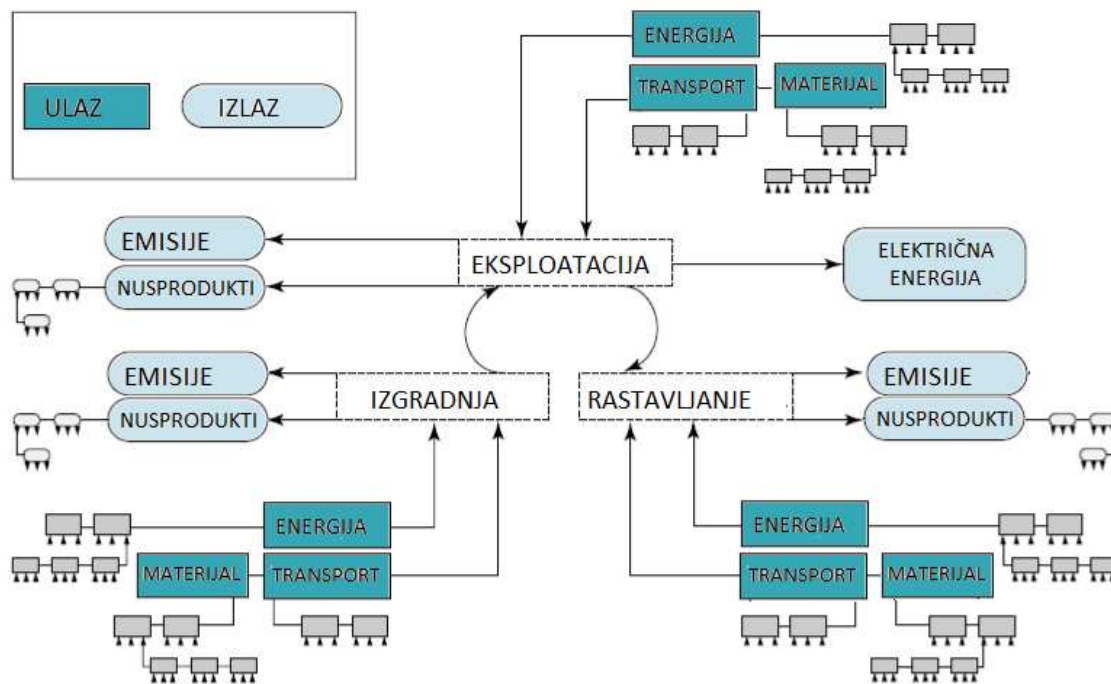 ENERGIJA
TRANSPORT
MATERIJAL
ULAZ
IZLAZ
EMISIJE
NUSPRODUKTI
EKSPLOATACIJA
ELEKTRIČNA
ENERGIJA
EMISIJE
NUSPRODUKTI
IZGRADNJA
RASTAVLJANJE
EMISIJE
NUSPRODUKTI
ENERGIJA
MATERIJAL
TRANSPORT
ENERGIJA
TRANSPORT
MATERIJAL